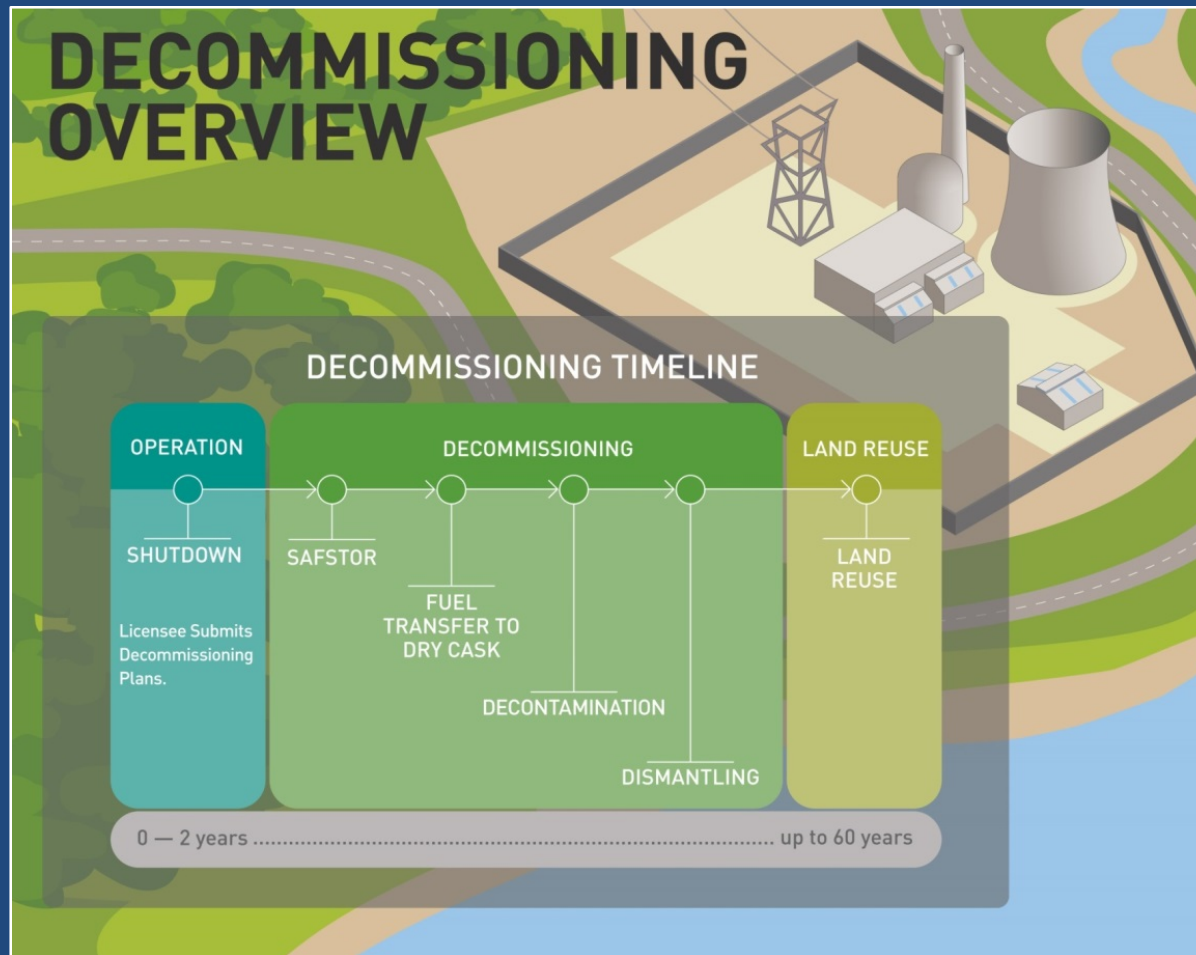 DECOMMISSIONING
OVERVIEW
DECOMMISSIONING TIMELINE
OPERATION
DECOMMISSIONING
LAND REUSE
SHUTDOWN
SAFSTOR
FUEL
TRANSFER TO
DRY CASK
DECONTAMINATION
DISMANTLING
LAND
REUSE
Licensee Submits
Decommissioning
Plans.
0 — 2 years ........................................................................................ up to 60 years